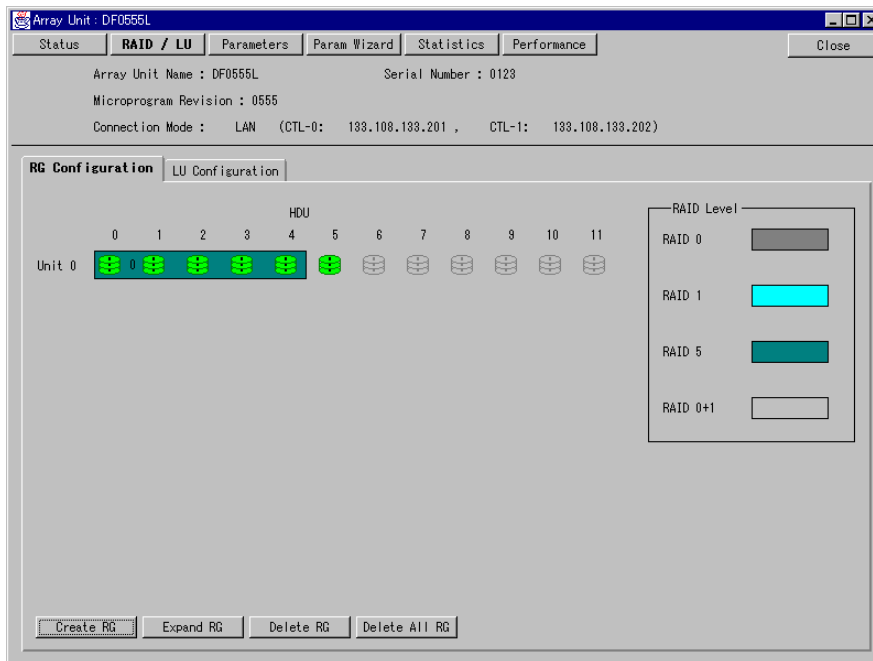 Array Unit : DF0555L
Status RAID / LU Parameters Param Wizard Statistics Performance Close
Array Unit Name : DF0555L Serial Number : 0123
Microprogram Revision : 0555
Connection Mode : LAN (CTL-0: 133.108.133.201 , CTL-1: 133.108.133.202)
RG Configuration LU Configuration
HDU
0 1 2 3 4 5 6 7 8 9 10 11
Unit 0 0
RAID Level
RAID 0
RAID 1
RAID 5
RAID 0+1
Create RG Expand RG Delete RG Delete All RG